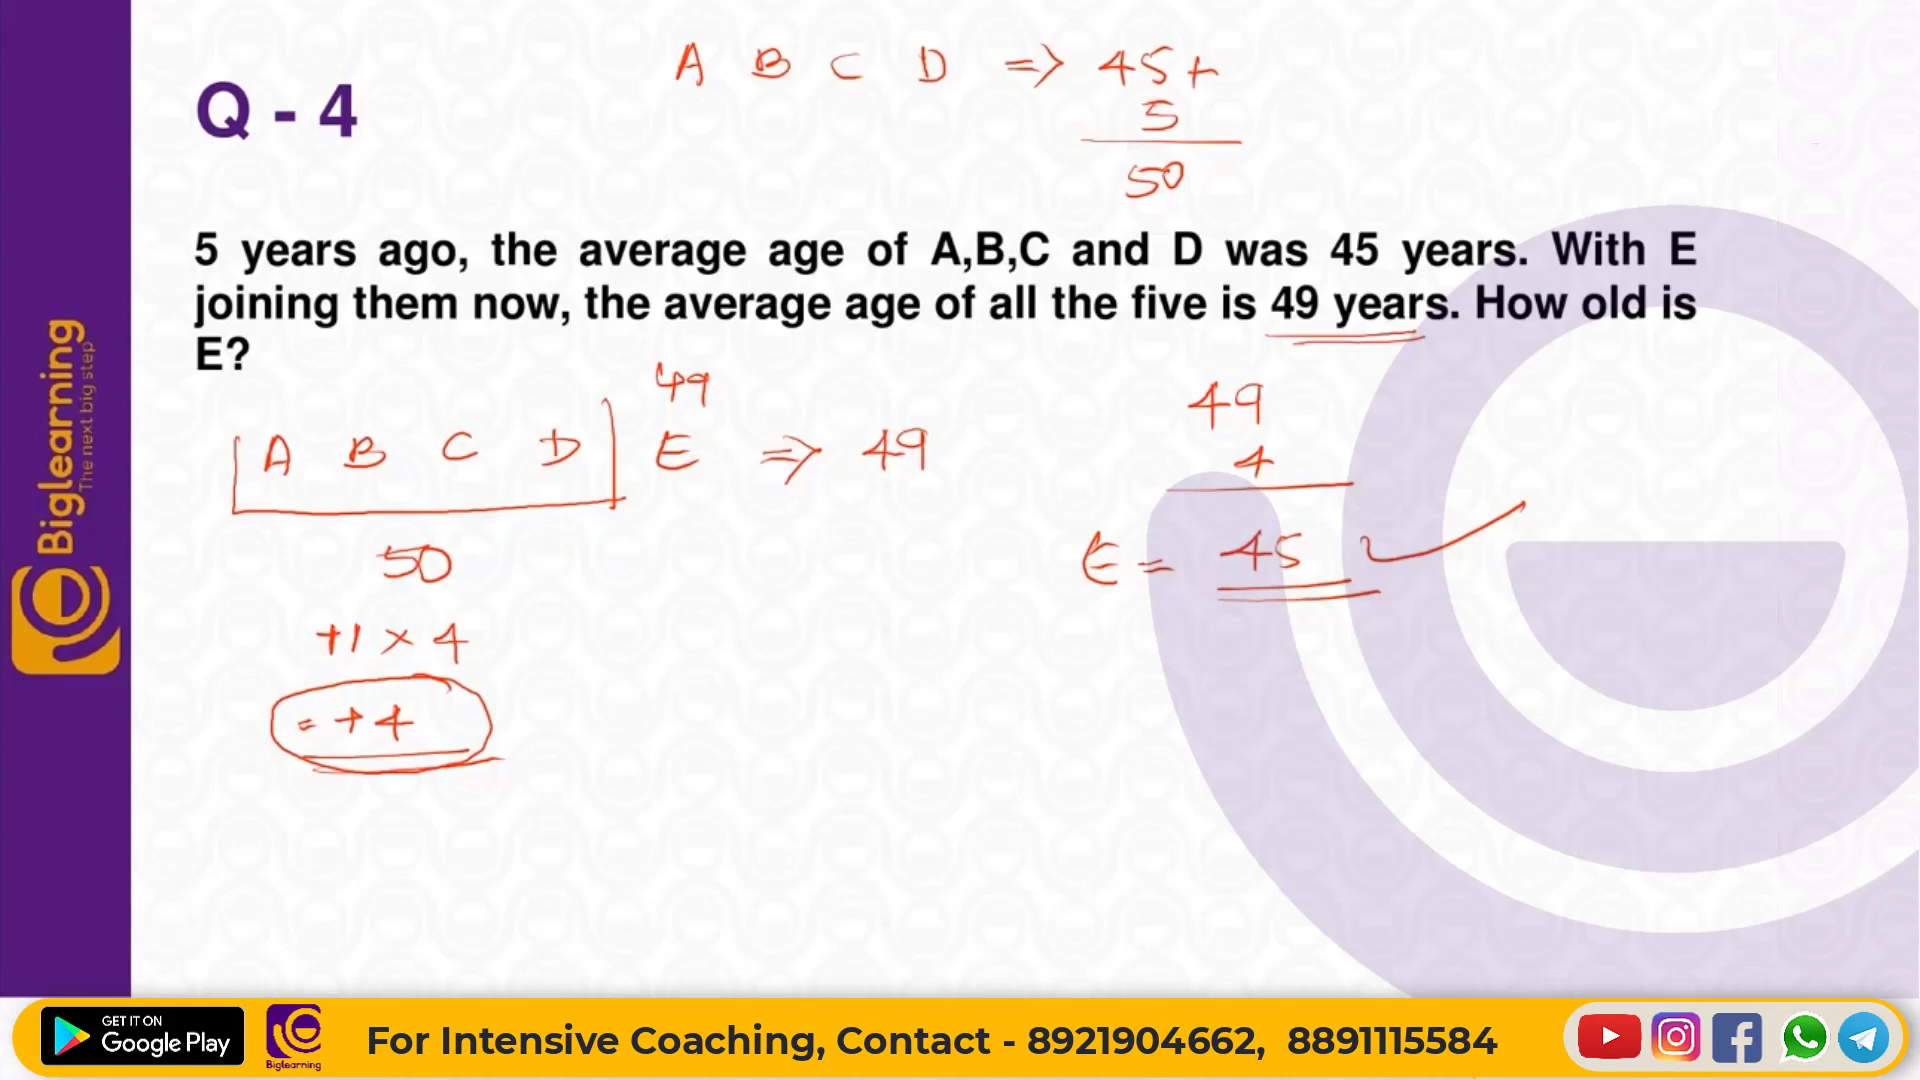 A B C D => 45+
5
50
Q - 4
5 years ago, the average age of A,B,C and D was 45 years. With E
joining them now, the average age of all the five is 49 years. How old is
E?
49
A B C D E => 49
50
+1 × 4
= +4
49
4
E = 45
Biglearning
The next big step
GET IT ON
Google Play
Biglearning
For Intensive Coaching, Contact - 8921904662, 8891115584